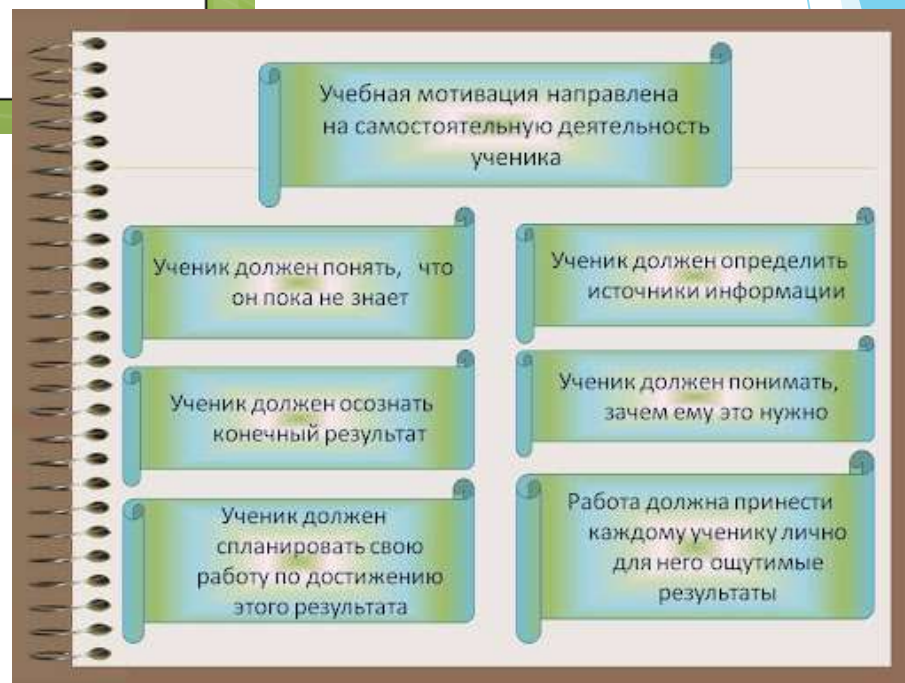 Учебная мотивация направлена
на самостоятельную деятельность
ученика
Ученик должен понять, что
он пока не знает
Ученик должен осознать
конечный результат
Ученик должен
спланировать свою
работу по достижению
этого результата
Ученик должен определить
источники информации
Ученик должен понимать,
зачем ему это нужно
Работа должна принести
каждому ученику лично
для него ощутимые
результаты